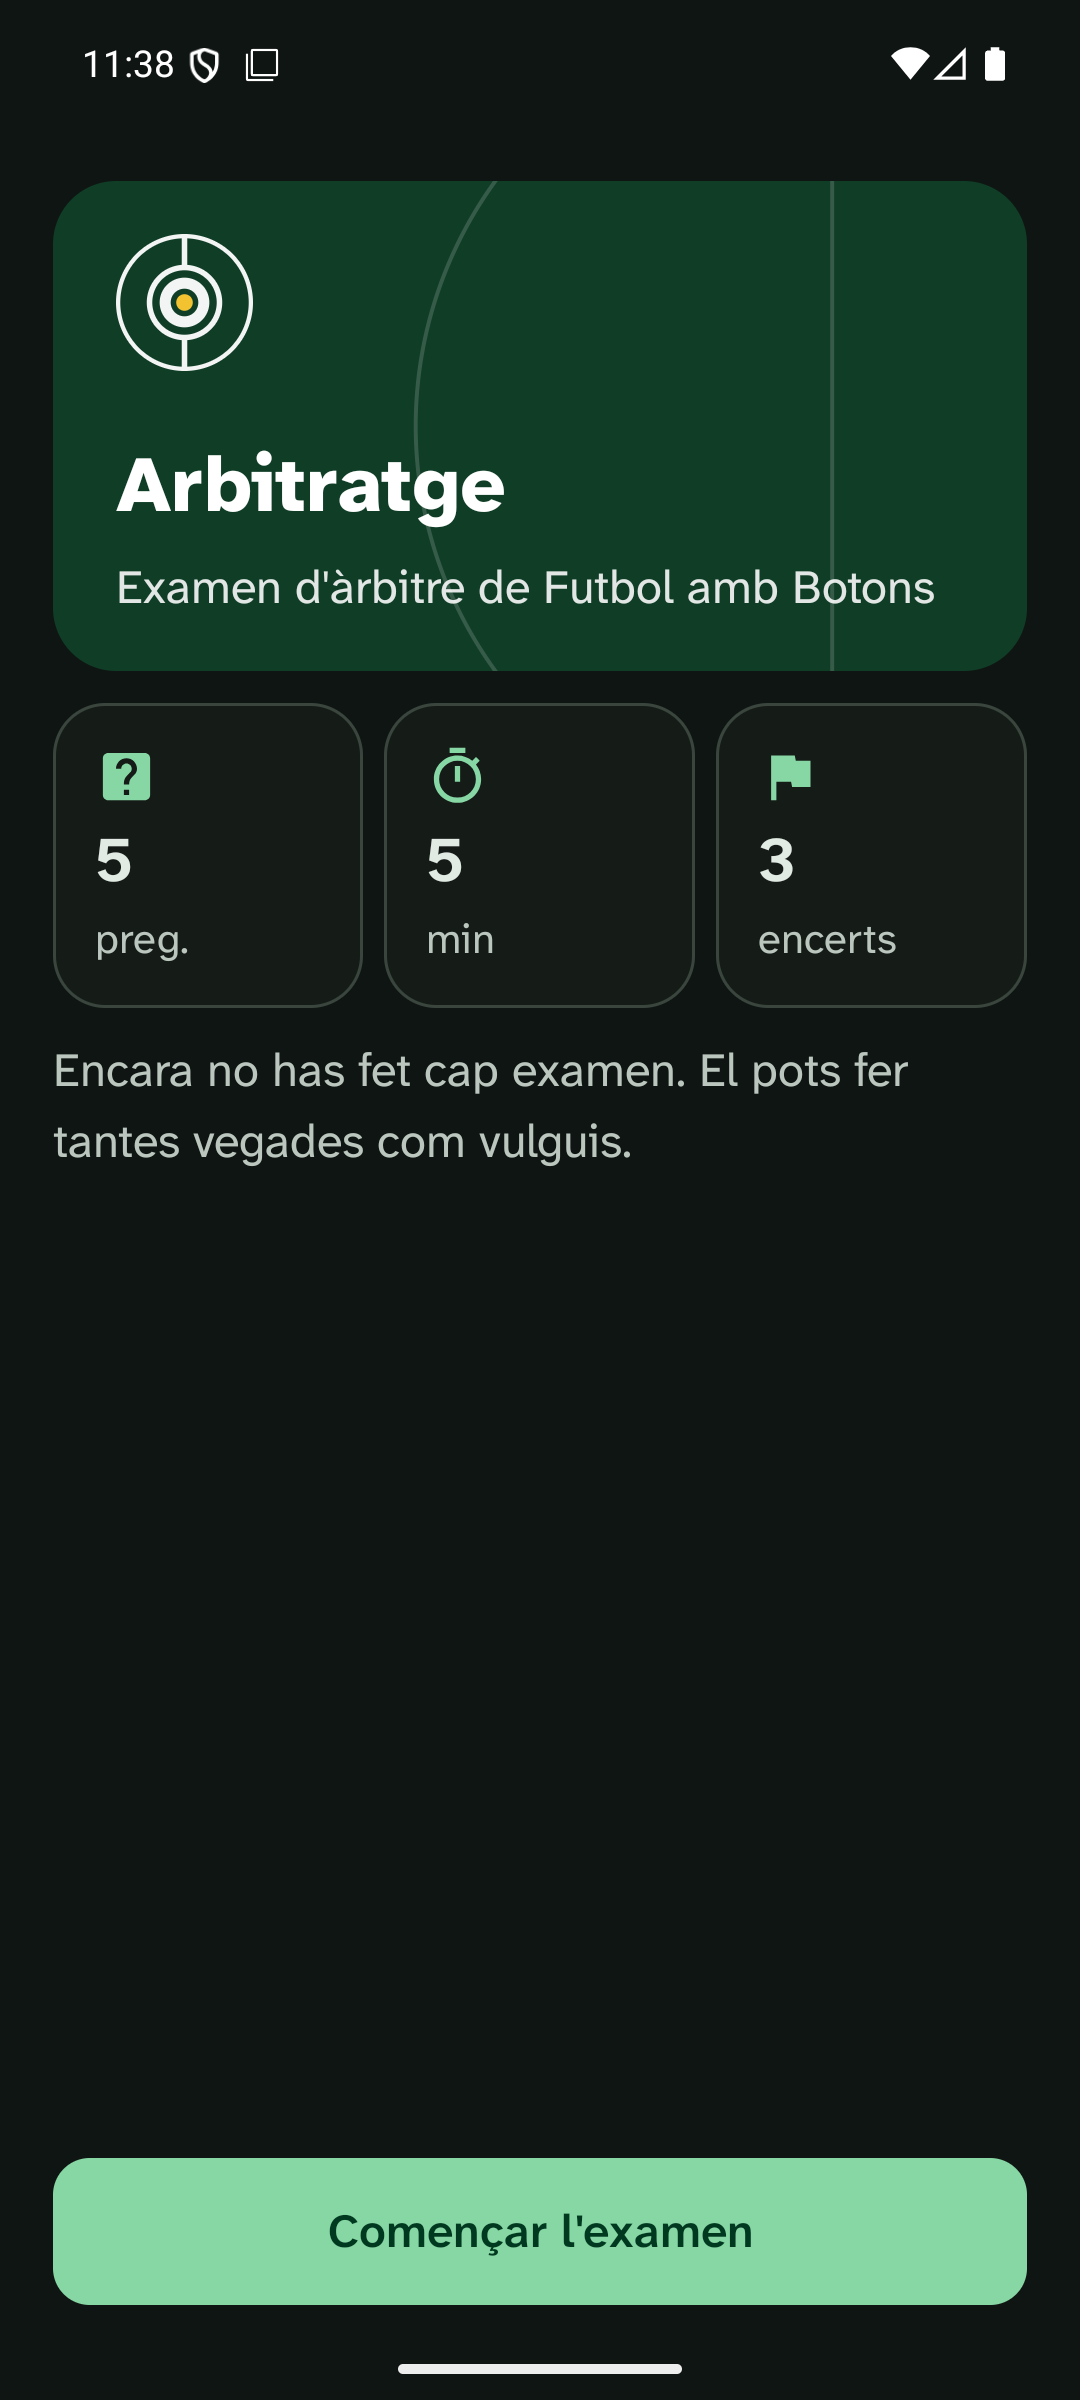 11:38
Arbitratge
Examen d'àrbitre de Futbol amb Botons
5
preg.
5
min
3
encerts
Encara no has fet cap examen. El pots fer
tantes vegades com vulguis.
Començar l'examen